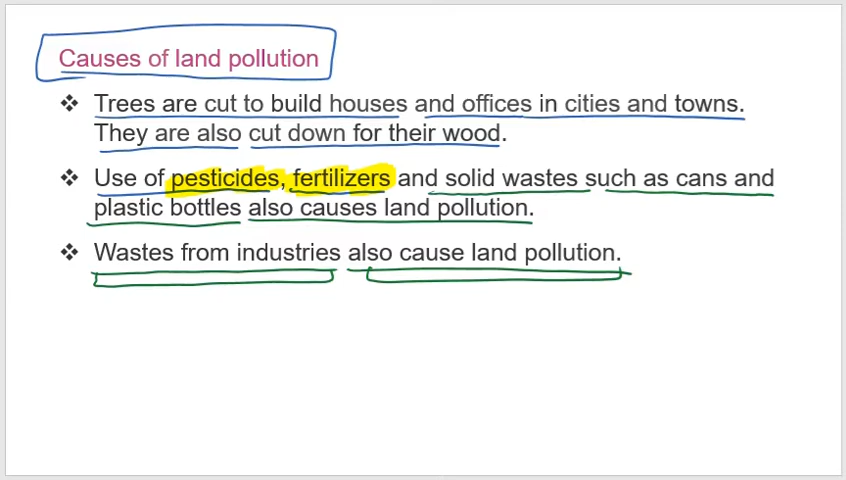 Causes of land pollution
❖ Trees are cut to build houses and offices in cities and towns.
They are also cut down for their wood.
❖ Use of pesticides, fertilizers and solid wastes such as cans and
plastic bottles also causes land pollution.
❖ Wastes from industries also cause land pollution.